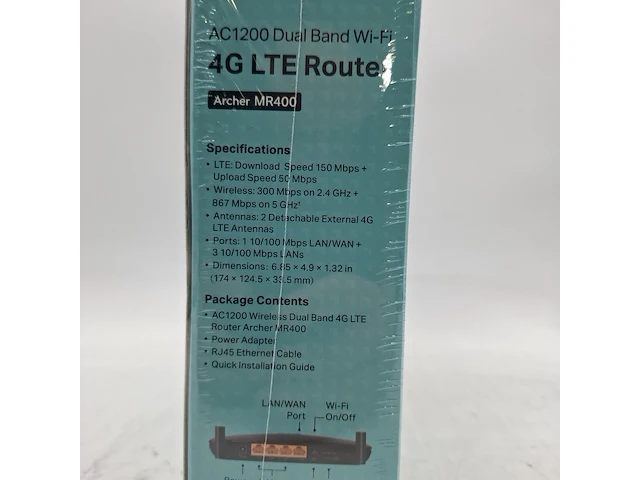 AC1200 Dual Band Wi-Fi
4G LTE Router
Archer MR400
Specifications
• LTE: Download Speed 150 Mbps +
Upload Speed 50 Mbps
• Wireless: 300 Mbps on 2.4 GHz +
867 Mbps on 5 GHz†
• Antennas: 2 Detachable External 4G
LTE Antennas
• Ports: 1 10/100 Mbps LAN/WAN +
3 10/100 Mbps LANs
• Dimensions: 6.85 × 4.9 × 1.32 in
(174 × 124.5 × 33.5 mm)
Package Contents
• AC1200 Wireless Dual Band 4G LTE
Router Archer MR400
• Power Adapter
• RJ45 Ethernet Cable
• Quick Installation Guide
LAN/WAN Wi-Fi
Port On/Off